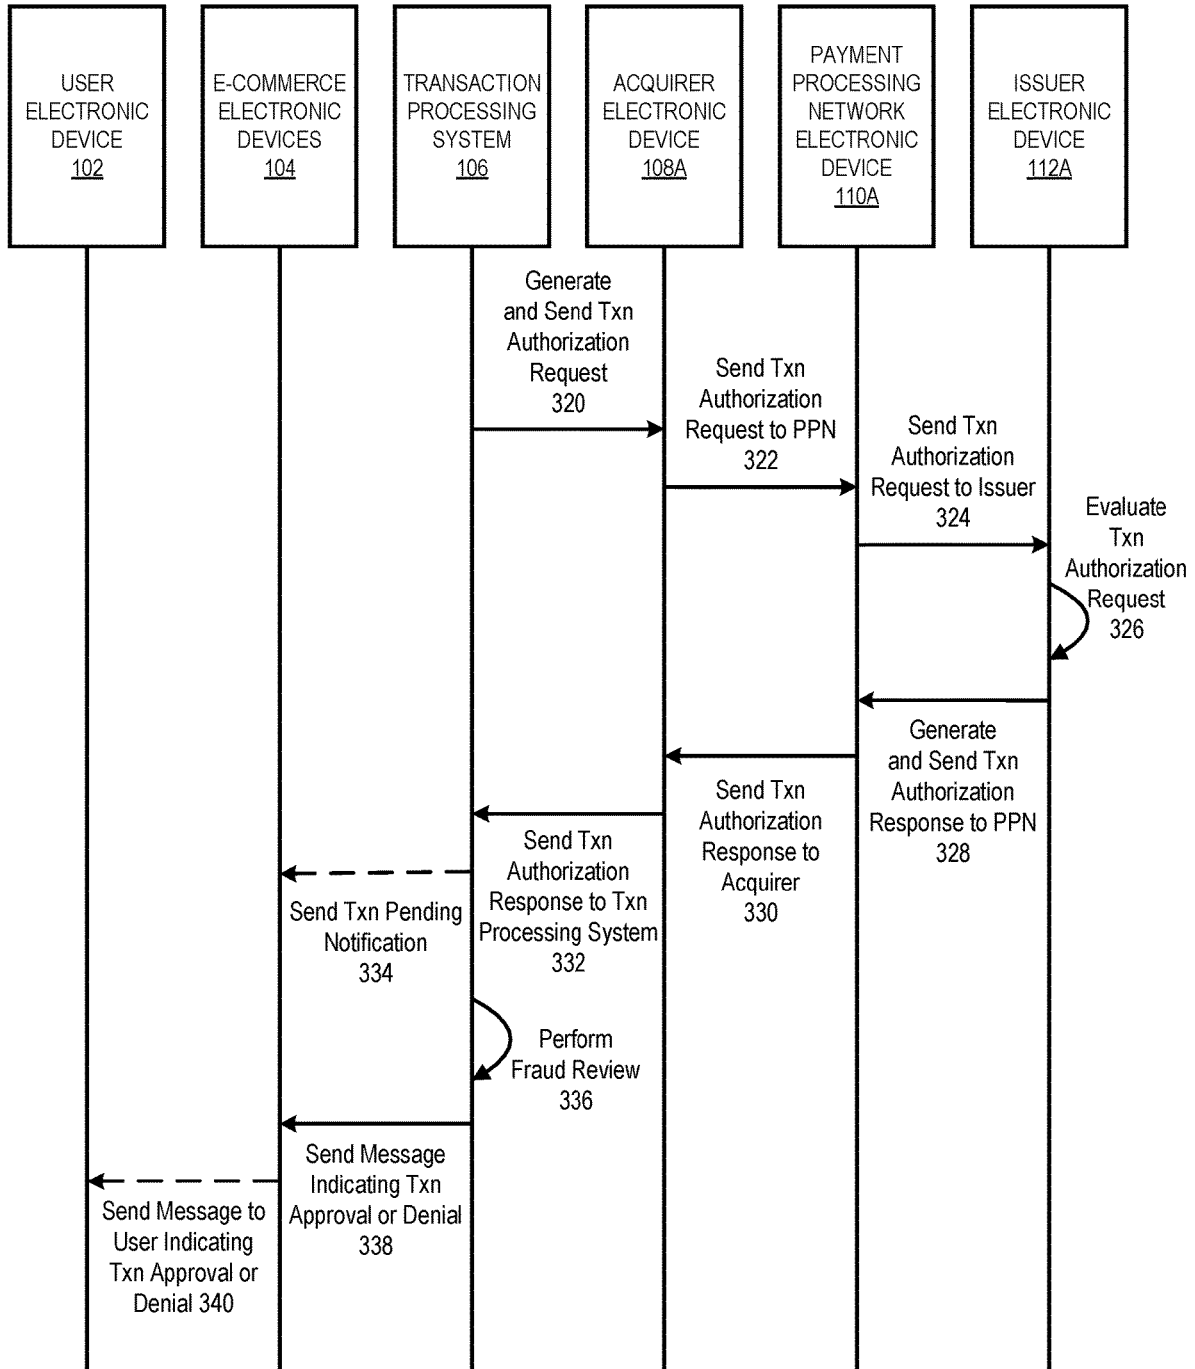 USER
ELECTRONIC
DEVICE
102
E-COMMERCE
ELECTRONIC
DEVICES
104
TRANSACTION
PROCESSING
SYSTEM
106
ACQUIRER
ELECTRONIC
DEVICE
108A
PAYMENT
PROCESSING
NETWORK
ELECTRONIC
DEVICE
110A
ISSUER
ELECTRONIC
DEVICE
112A
Generate
and Send Txn
Authorization
Request
320
Send Txn
Authorization
Request to PPN
322
Send Txn
Authorization
Request to Issuer
324
Evaluate
Txn
Authorization
Request
326
Generate
and Send Txn
Authorization
Response to PPN
328
Send Txn
Authorization
Response to
Acquirer
330
Send Txn
Authorization
Response to Txn
Processing System
332
Send Txn Pending
Notification
334
Perform
Fraud Review
336
Send Message
Indicating Txn
Approval or Denial
338
Send Message to
User Indicating
Txn Approval or
Denial 340